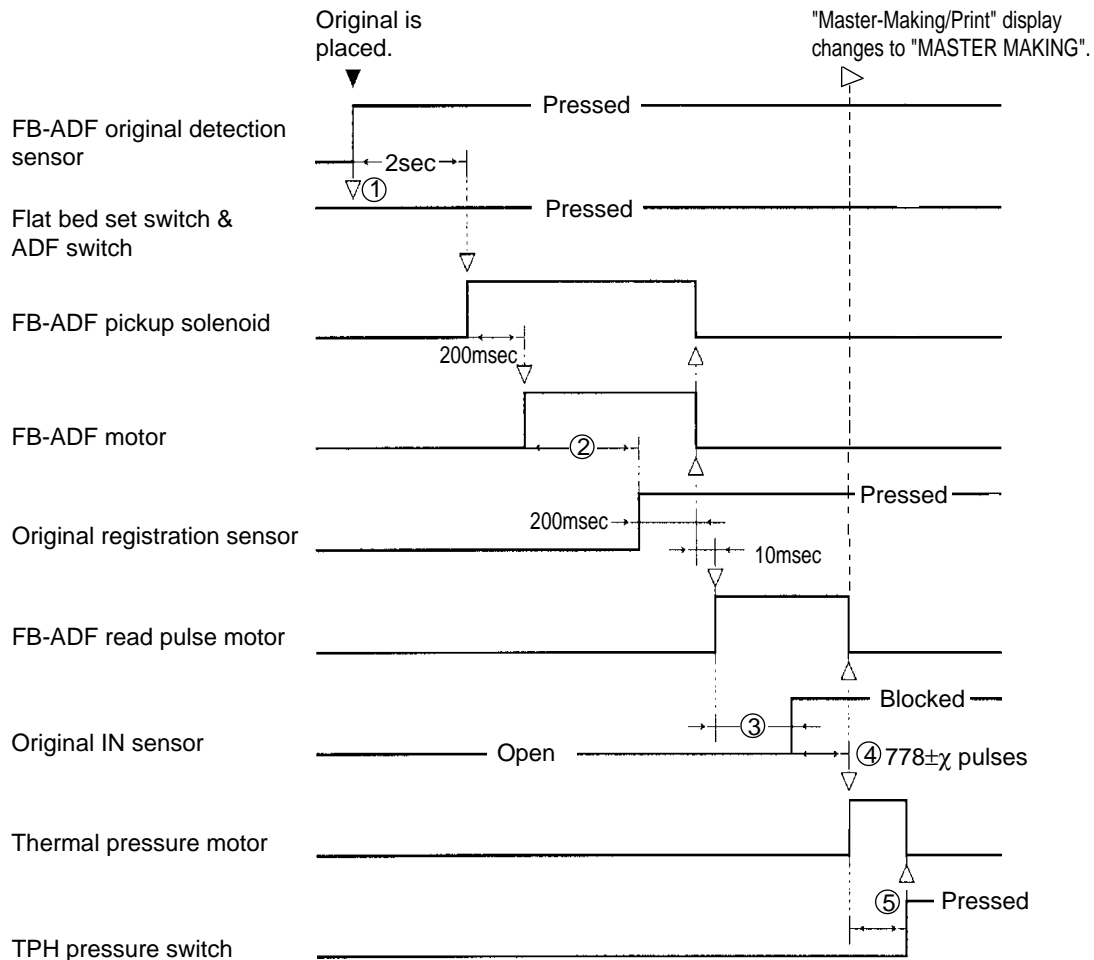 Original is
placed.
"Master-Making/Print" display
changes to "MASTER MAKING".
Pressed
FB-ADF original detection
sensor
2sec
①
Flat bed set switch &
ADF switch
Pressed
FB-ADF pickup solenoid
200msec
FB-ADF motor
②
Pressed
Original registration sensor
200msec
10msec
FB-ADF read pulse motor
Blocked
③
Original IN sensor
Open
④ 778±χ pulses
Thermal pressure motor
⑤
Pressed
TPH pressure switch